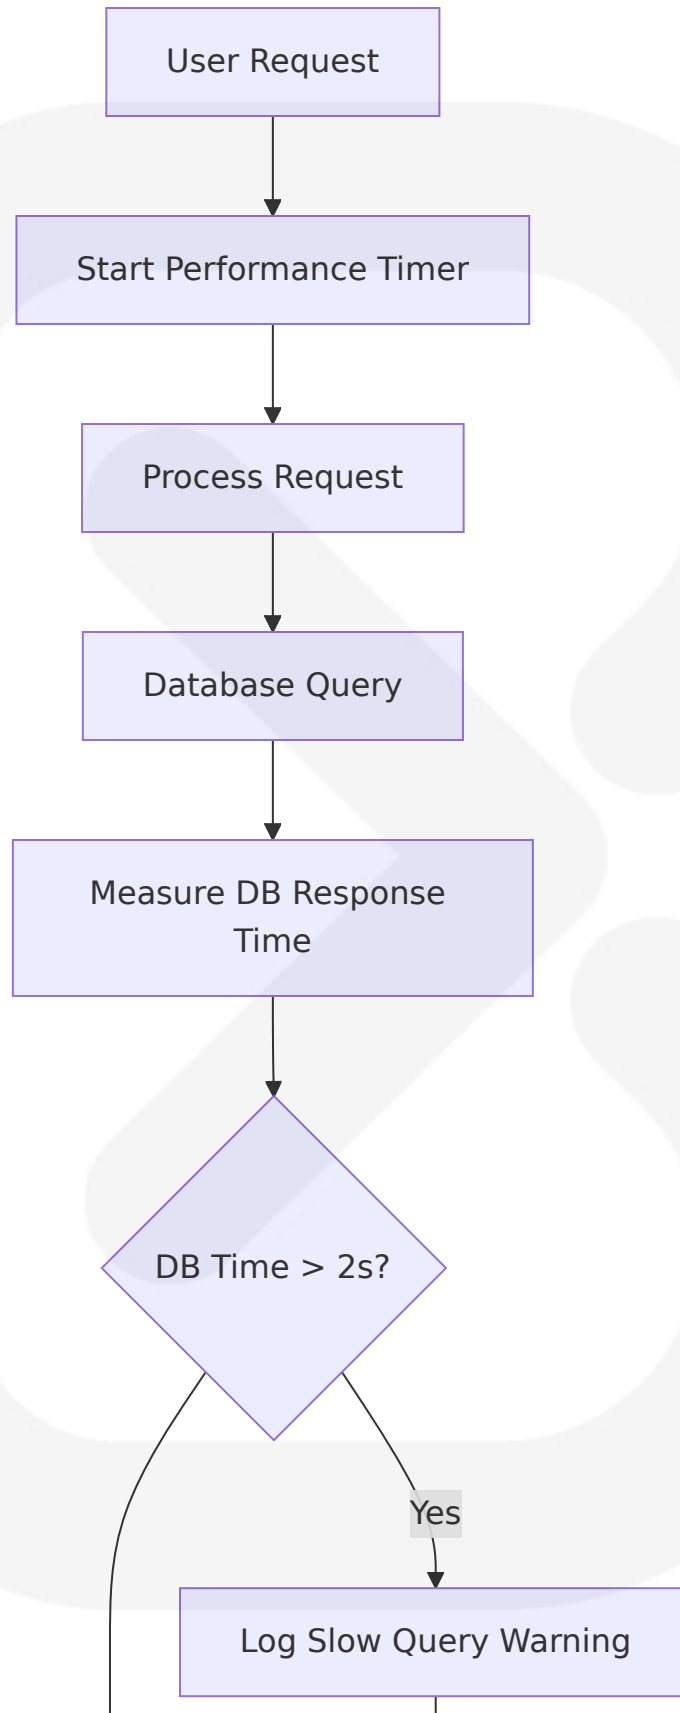 User Request
Start Performance Timer
Process Request
Database Query
Measure DB Response
Time
DB Time > 2s?
Yes
Log Slow Query Warning